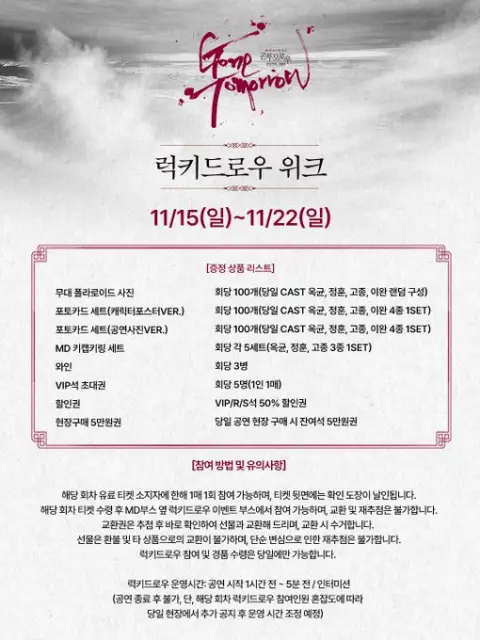 Gone
Tomorrow
럭키드로우 위크
11/15(일)~11/22(일)
[증정 상품 리스트]
무대 폴라로이드 사진 회당 100개(당일 CAST 옥균, 정훈, 고종, 이완 랜덤 구성)
포토카드 세트(캐릭터포스터VER.) 회당 100개(당일 CAST 옥균, 정훈, 고종, 이완 4종 1SET)
포토카드 세트(공연사진VER.) 회당 100개(당일 CAST 옥균, 정훈, 고종, 이완 4종 1SET)
MD 키캡키링 세트 회당 각 5세트(옥균, 정훈, 고종 3종 1SET)
와인 회당 3병
VIP석 초대권 회당 5명(1인 1매)
할인권 VIP/R/S석 50% 할인권
현장구매 5만원권 당일 공연 현장 구매 시 잔여석 5만원권
[참여 방법 및 유의사항]
해당 회차 유료 티켓 소지자에 한해 1매 1회 참여 가능하며, 티켓 뒷면에는 확인 도장이 날인됩니다.
해당 회차 티켓 수령 후 MD부스 옆 럭키드로우 이벤트 부스에서 참여 가능하며, 교환 및 재추첨은 불가합니다.
교환권은 추첨 후 바로 확인하여 선물과 교환해 드리며, 교환 시 수거합니다.
선물은 환불 및 타 상품으로의 교환이 불가하며, 단순 변심으로 인한 재추첨은 불가합니다.
럭키드로우 참여 및 경품 수령은 당일에만 가능합니다.
럭키드로우 운영시간: 공연 시작 1시간 전 ~ 5분 전 / 인터미션
(공연 종료 후 불가, 단, 해당 회차 럭키드로우 참여인원 혼잡도에 따라
당일 현장에서 추가 공지 후 운영 시간 조정 예정)